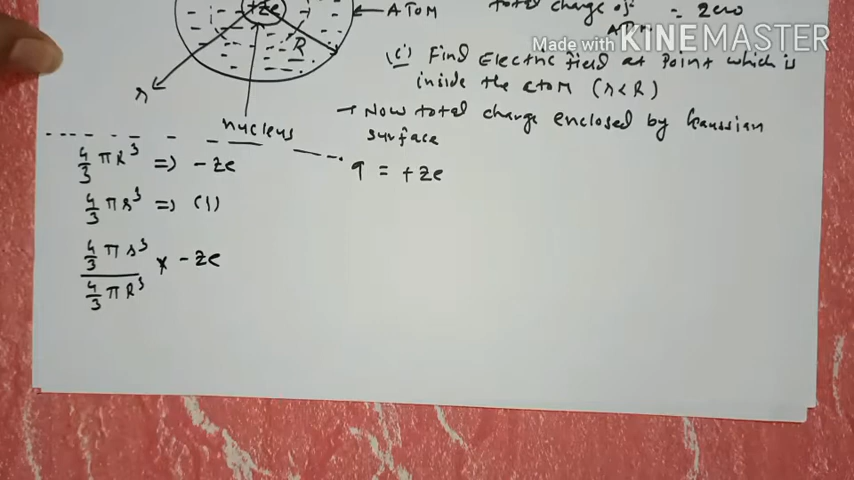 +ze
ATOM
total charge of
ATM = zero
Made with KINEMASTER
R
(i) Find Electric field at point which is
inside the atom (r<R)
r
→ Now total charge enclosed by Gaussian
surface
nucleus
4/3 πR³ => -ze
q = +ze
4/3 πr³ => (?)
4/3 πr³ / 4/3 πR³ × -ze